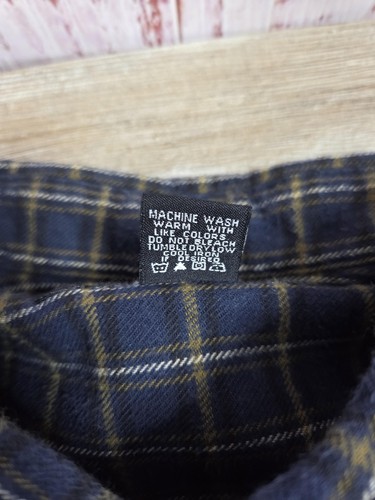 MACHINE WASH
WARM WITH
LIKE COLORS
DO NOT BLEACH
TUMBLE DRY LOW
COOL IRON
IF DESIRED